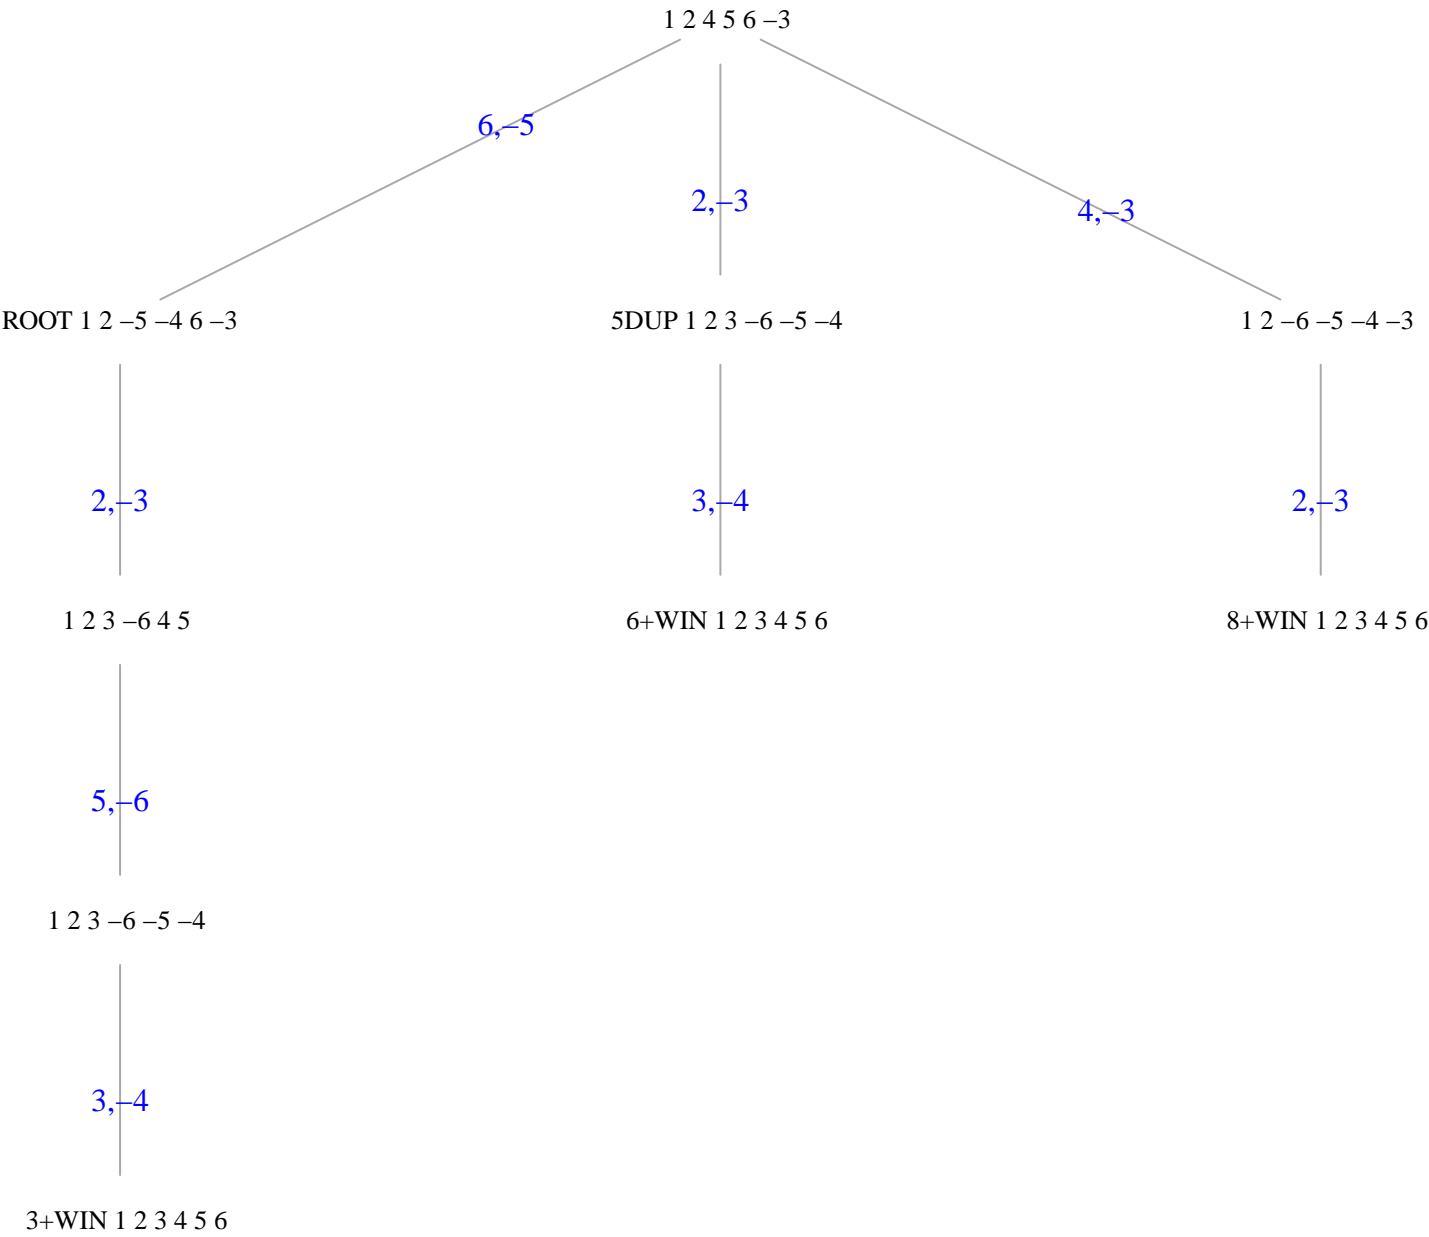 1 2 4 5 6 –3
6,–5
2,–3
4,–3
ROOT 1 2 –5 –4 6 –3
5DUP 1 2 3 –6 –5 –4
1 2 –6 –5 –4 –3
2,–3
3,–4
2,–3
1 2 3 –6 4 5
6+WIN 1 2 3 4 5 6
8+WIN 1 2 3 4 5 6
5,–6
1 2 3 –6 –5 –4
3,–4
3+WIN 1 2 3 4 5 6